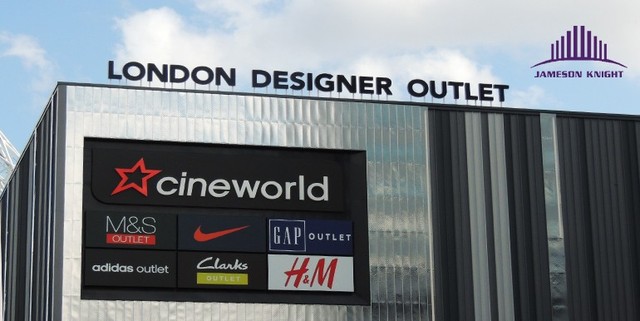 LONDON DESIGNER OUTLET
JAMESON KNIGHT
cineworld
M&S
OUTLET
GAP OUTLET
adidas outlet
Clarks
OUTLET
H&M